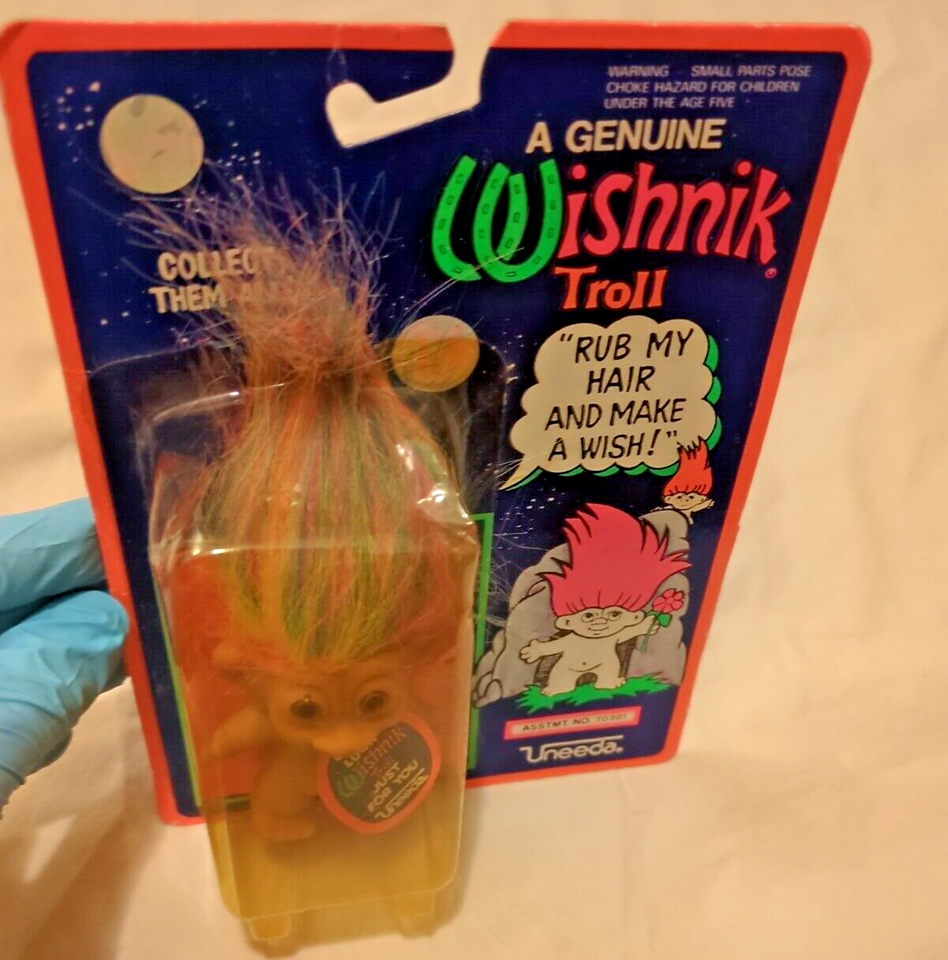 WARNING SMALL PARTS POSE
CHOKE HAZARD FOR CHILDREN
UNDER THE AGE FIVE
A GENUINE
Wishnik®
Troll
COLLECT
THEM
"RUB MY
HAIR
AND MAKE
A WISH!"
ASSTMT NO. 70301
Uneeda®
Wishnik
JUST
FOR YOU
Uneeda